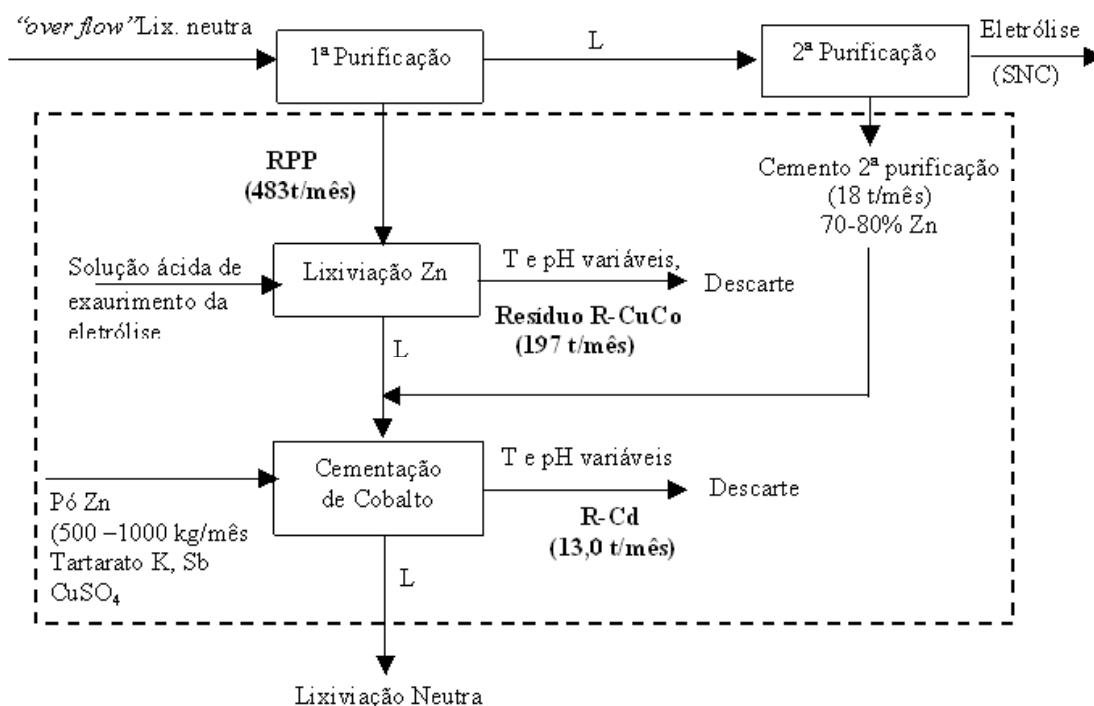 “over flow”Lix. neutra
1ª Purificação
L
2ª Purificação
Eletrólise
(SNC)
RPP
(483t/mês)
Cemento 2ª purificação
(18 t/mês)
70-80% Zn
Solução ácida de
exaurimento da
eletrólise
Lixiviação Zn
T e pH variáveis,
Descarte
Resíduo R-CuCo
(197 t/mês)
L
Pó Zn
(500 –1000 kg/mês
Tartarato K, Sb
CuSO₄
Cementação
de Cobalto
T e pH variáveis
Descarte
R-Cd
(13,0 t/mês)
L
Lixiviação Neutra